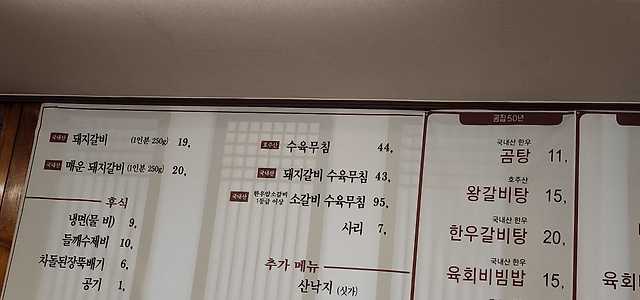 국내산 돼지갈비 (1인분 250g) 19,
국내산 매운 돼지갈비 (1인분 250g) 20,
후식
냉면(물 비) 9,
들깨수제비 10,
차돌된장뚝배기 6,
공기 1,
호주산 수육무침 44,
국내산 돼지갈비 수육무침 43,
국내산 한우암소갈비 1등급 이상 소갈비 수육무침 95,
사리 7,
추가 메뉴
산낙지 (싯가)
곰집 50년
국내산 한우
곰탕 11,
호주산
왕갈비탕 15,
국내산 한우
한우갈비탕 20,
국내산 한우
육회비빔밥 15,